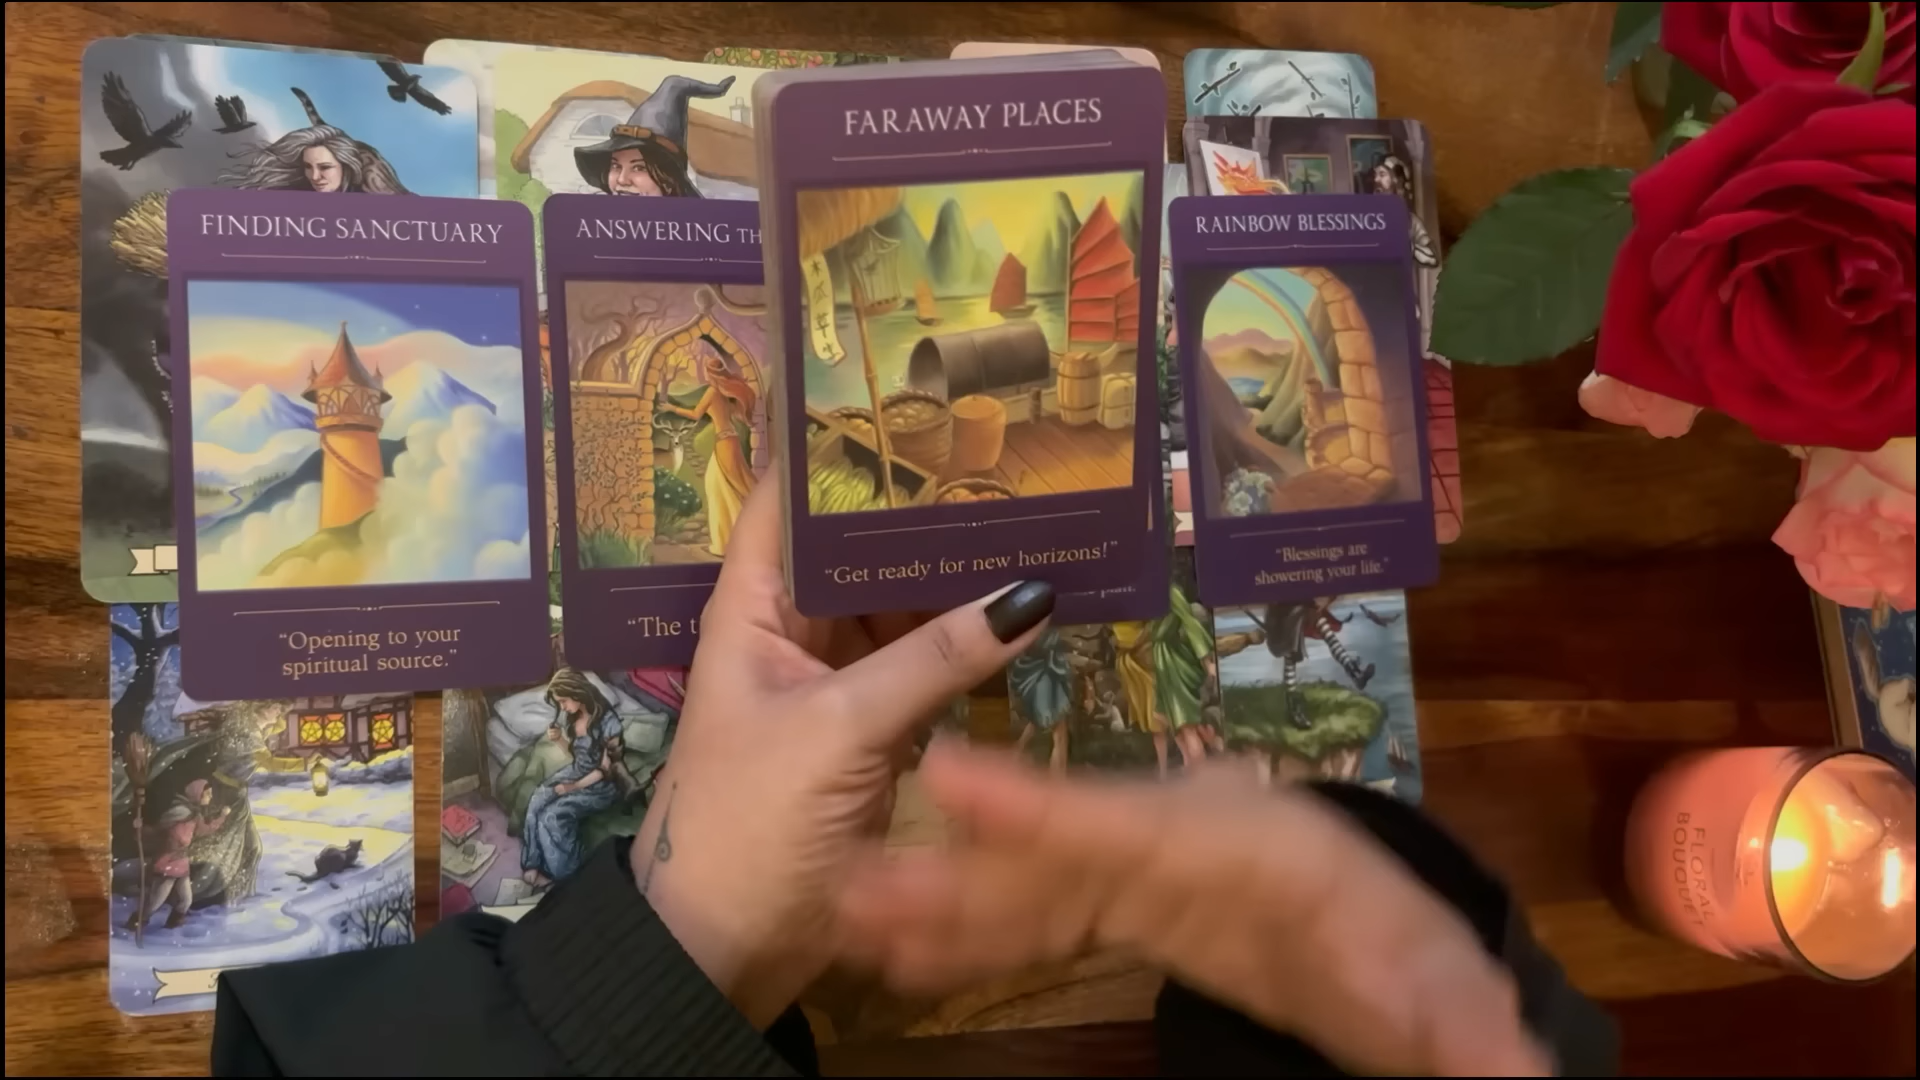 FARAWAY PLACES
“Get ready for new horizons!”
FINDING SANCTUARY
“Opening to your
spiritual source.”
ANSWERING TH
“The t
RAINBOW BLESSINGS
“Blessings are
showering your life.”
plan.
FLORAL
BOUQUET